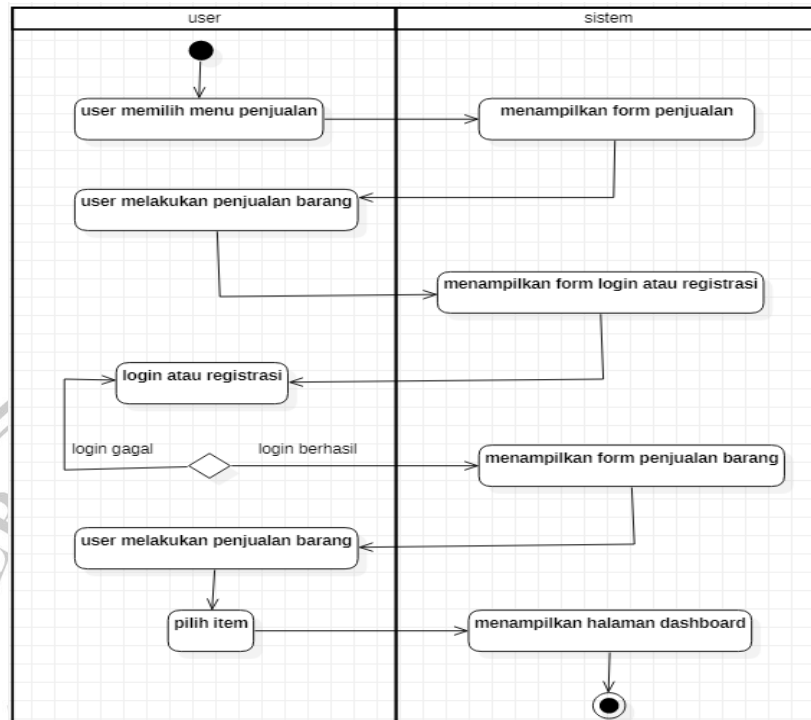 user
sistem
user memilih menu penjualan
menampilkan form penjualan
user melakukan penjualan barang
menampilkan form login atau registrasi
login atau registrasi
login gagal
login berhasil
menampilkan form penjualan barang
user melakukan penjualan barang
pilih item
menampilkan halaman dashboard